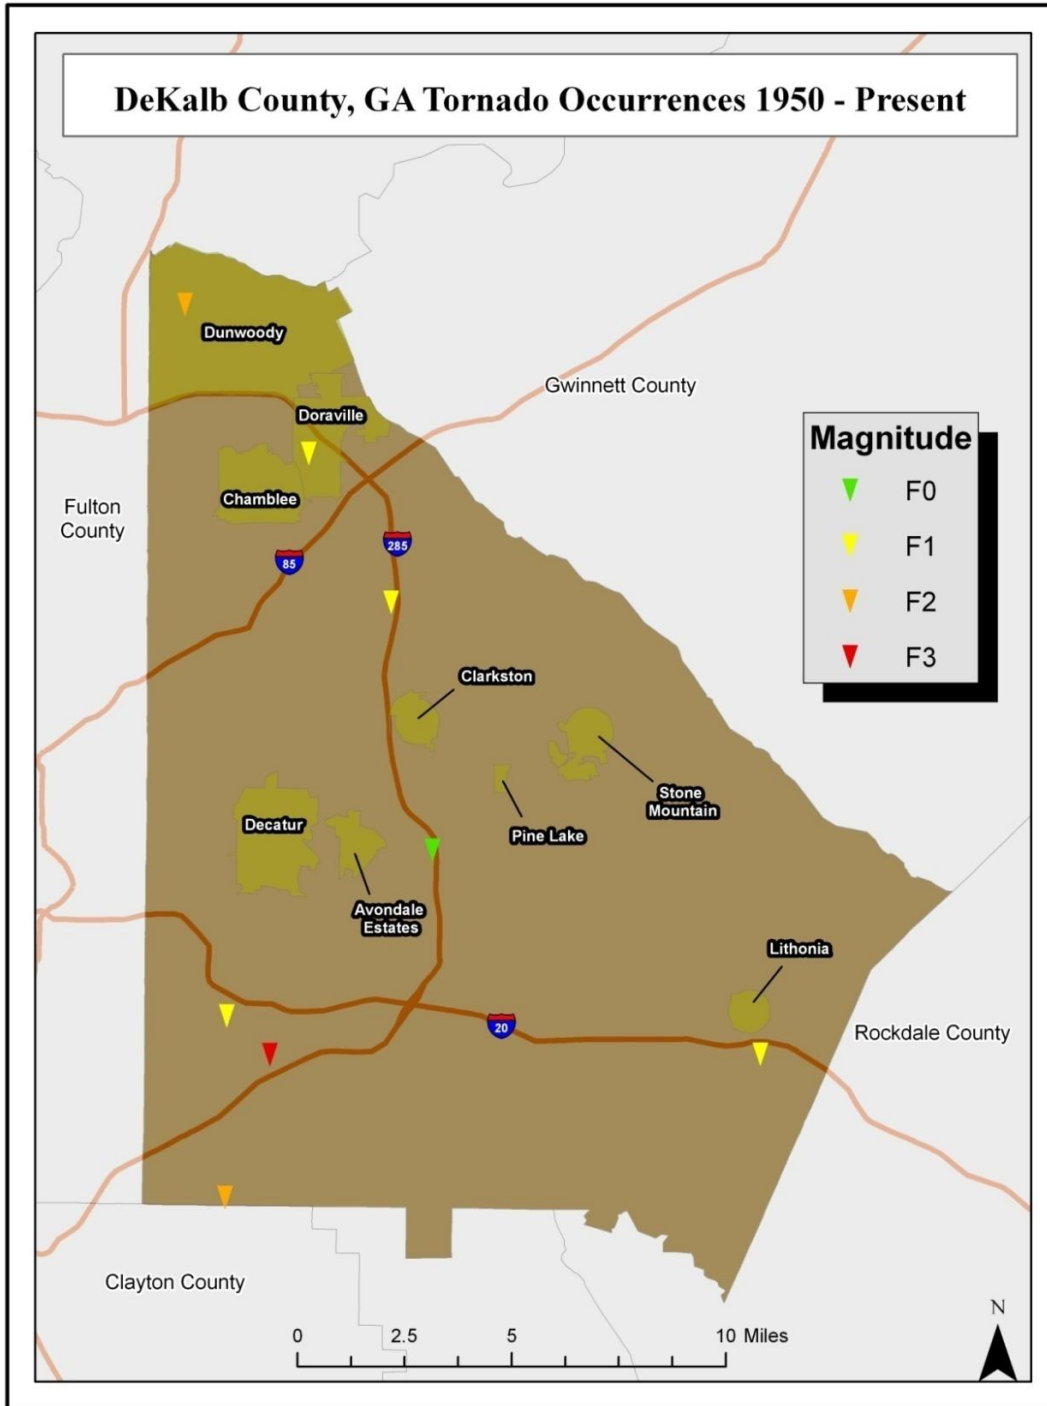 DeKalb County, GA Tornado Occurrences 1950 - Present
Dunwoody
Gwinnett County
Doraville
Magnitude
F0
F1
F2
F3
Chamblee
Fulton
County
285
85
Clarkston
Stone
Mountain
Decatur
Pine Lake
Avondale
Estates
Lithonia
20
Rockdale County
Clayton County
N
0 2.5 5 10 Miles